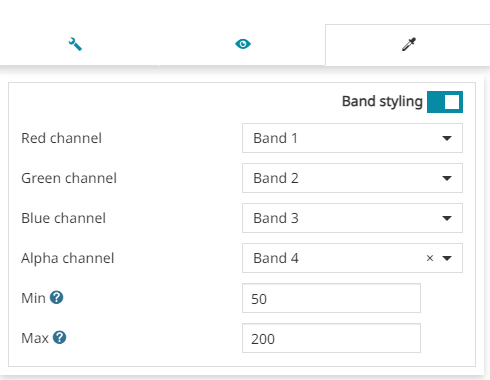 Band styling
Red channel Band 1
Green channel Band 2
Blue channel Band 3
Alpha channel Band 4 ×
Min ? 50
Max ? 200